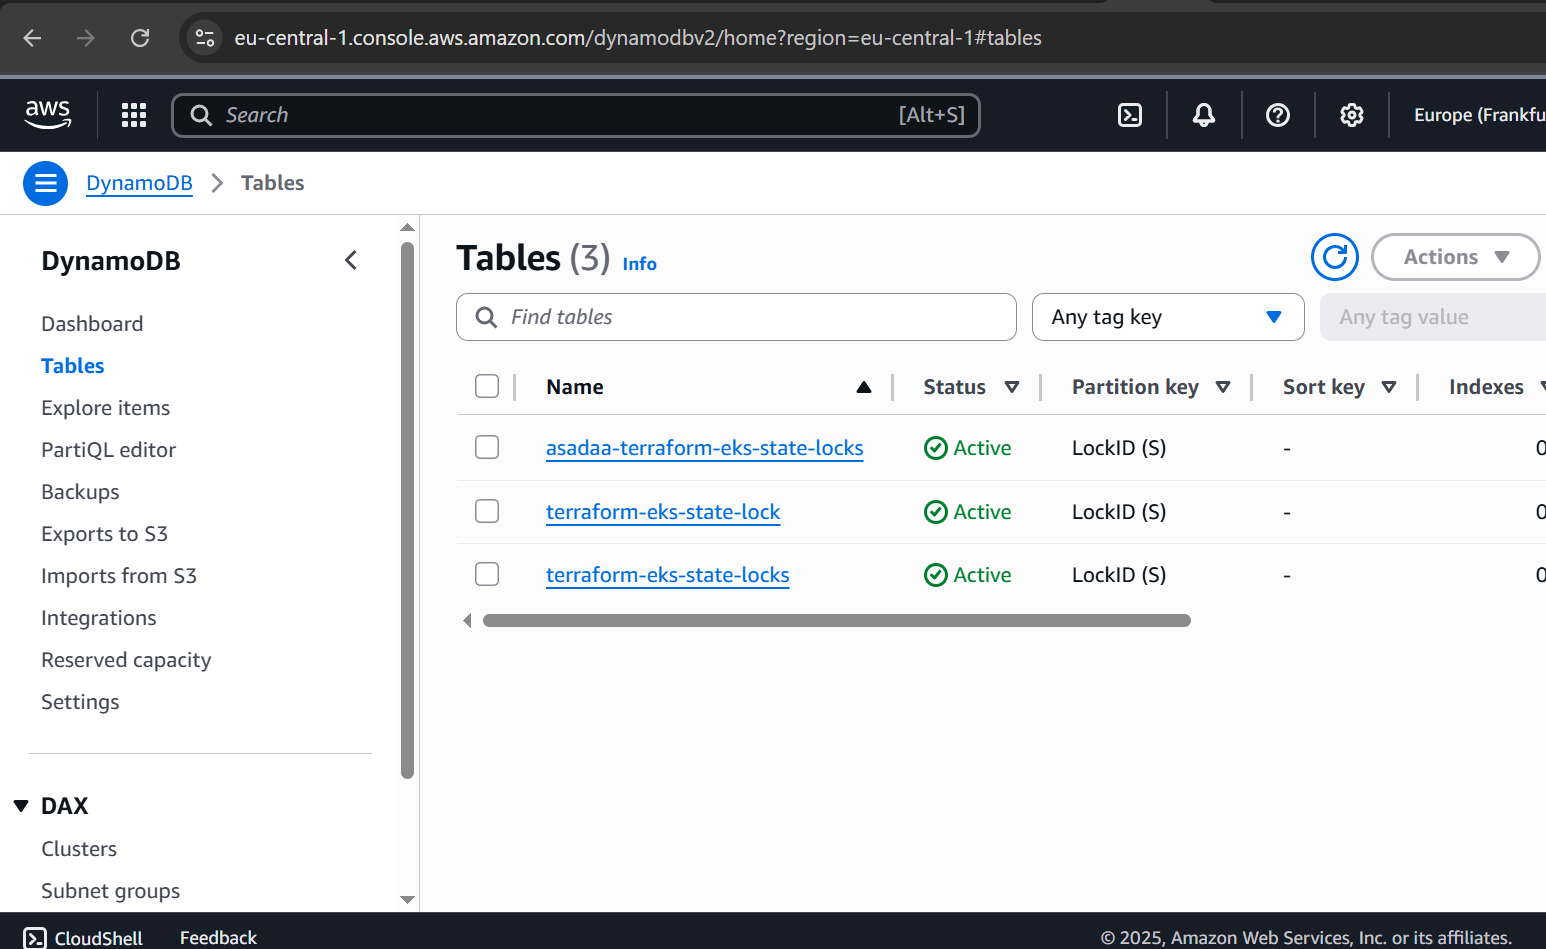 eu-central-1.console.aws.amazon.com/dynamodbv2/home?region=eu-central-1#tables
aws
Search [Alt+S]
Europe (Frankfu
DynamoDB > Tables
DynamoDB
Dashboard
Tables
Explore items
PartiQL editor
Backups
Exports to S3
Imports from S3
Integrations
Reserved capacity
Settings
DAX
Clusters
Subnet groups
Tables (3) Info
Actions
Find tables
Any tag key
Any tag value
Name Status Partition key Sort key Indexes
asadaa-terraform-eks-state-locks Active LockID (S) - 0
terraform-eks-state-lock Active LockID (S) - 0
terraform-eks-state-locks Active LockID (S) - 0
CloudShell Feedback © 2025, Amazon Web Services, Inc. or its affiliates.